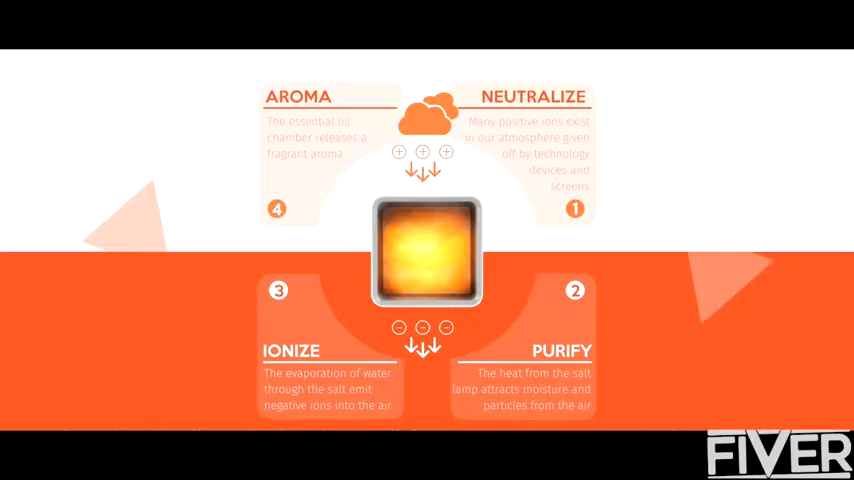 AROMA
The essential oil
chamber releases a
fragrant aroma
4
NEUTRALIZE
Many positive ions exist
in our atmosphere given
off by technology
devices and
screens
1
3
IONIZE
The evaporation of water
through the salt emit
negative ions into the air
2
PURIFY
The heat from the salt
lamp attracts moisture and
particles from the air
FIVER